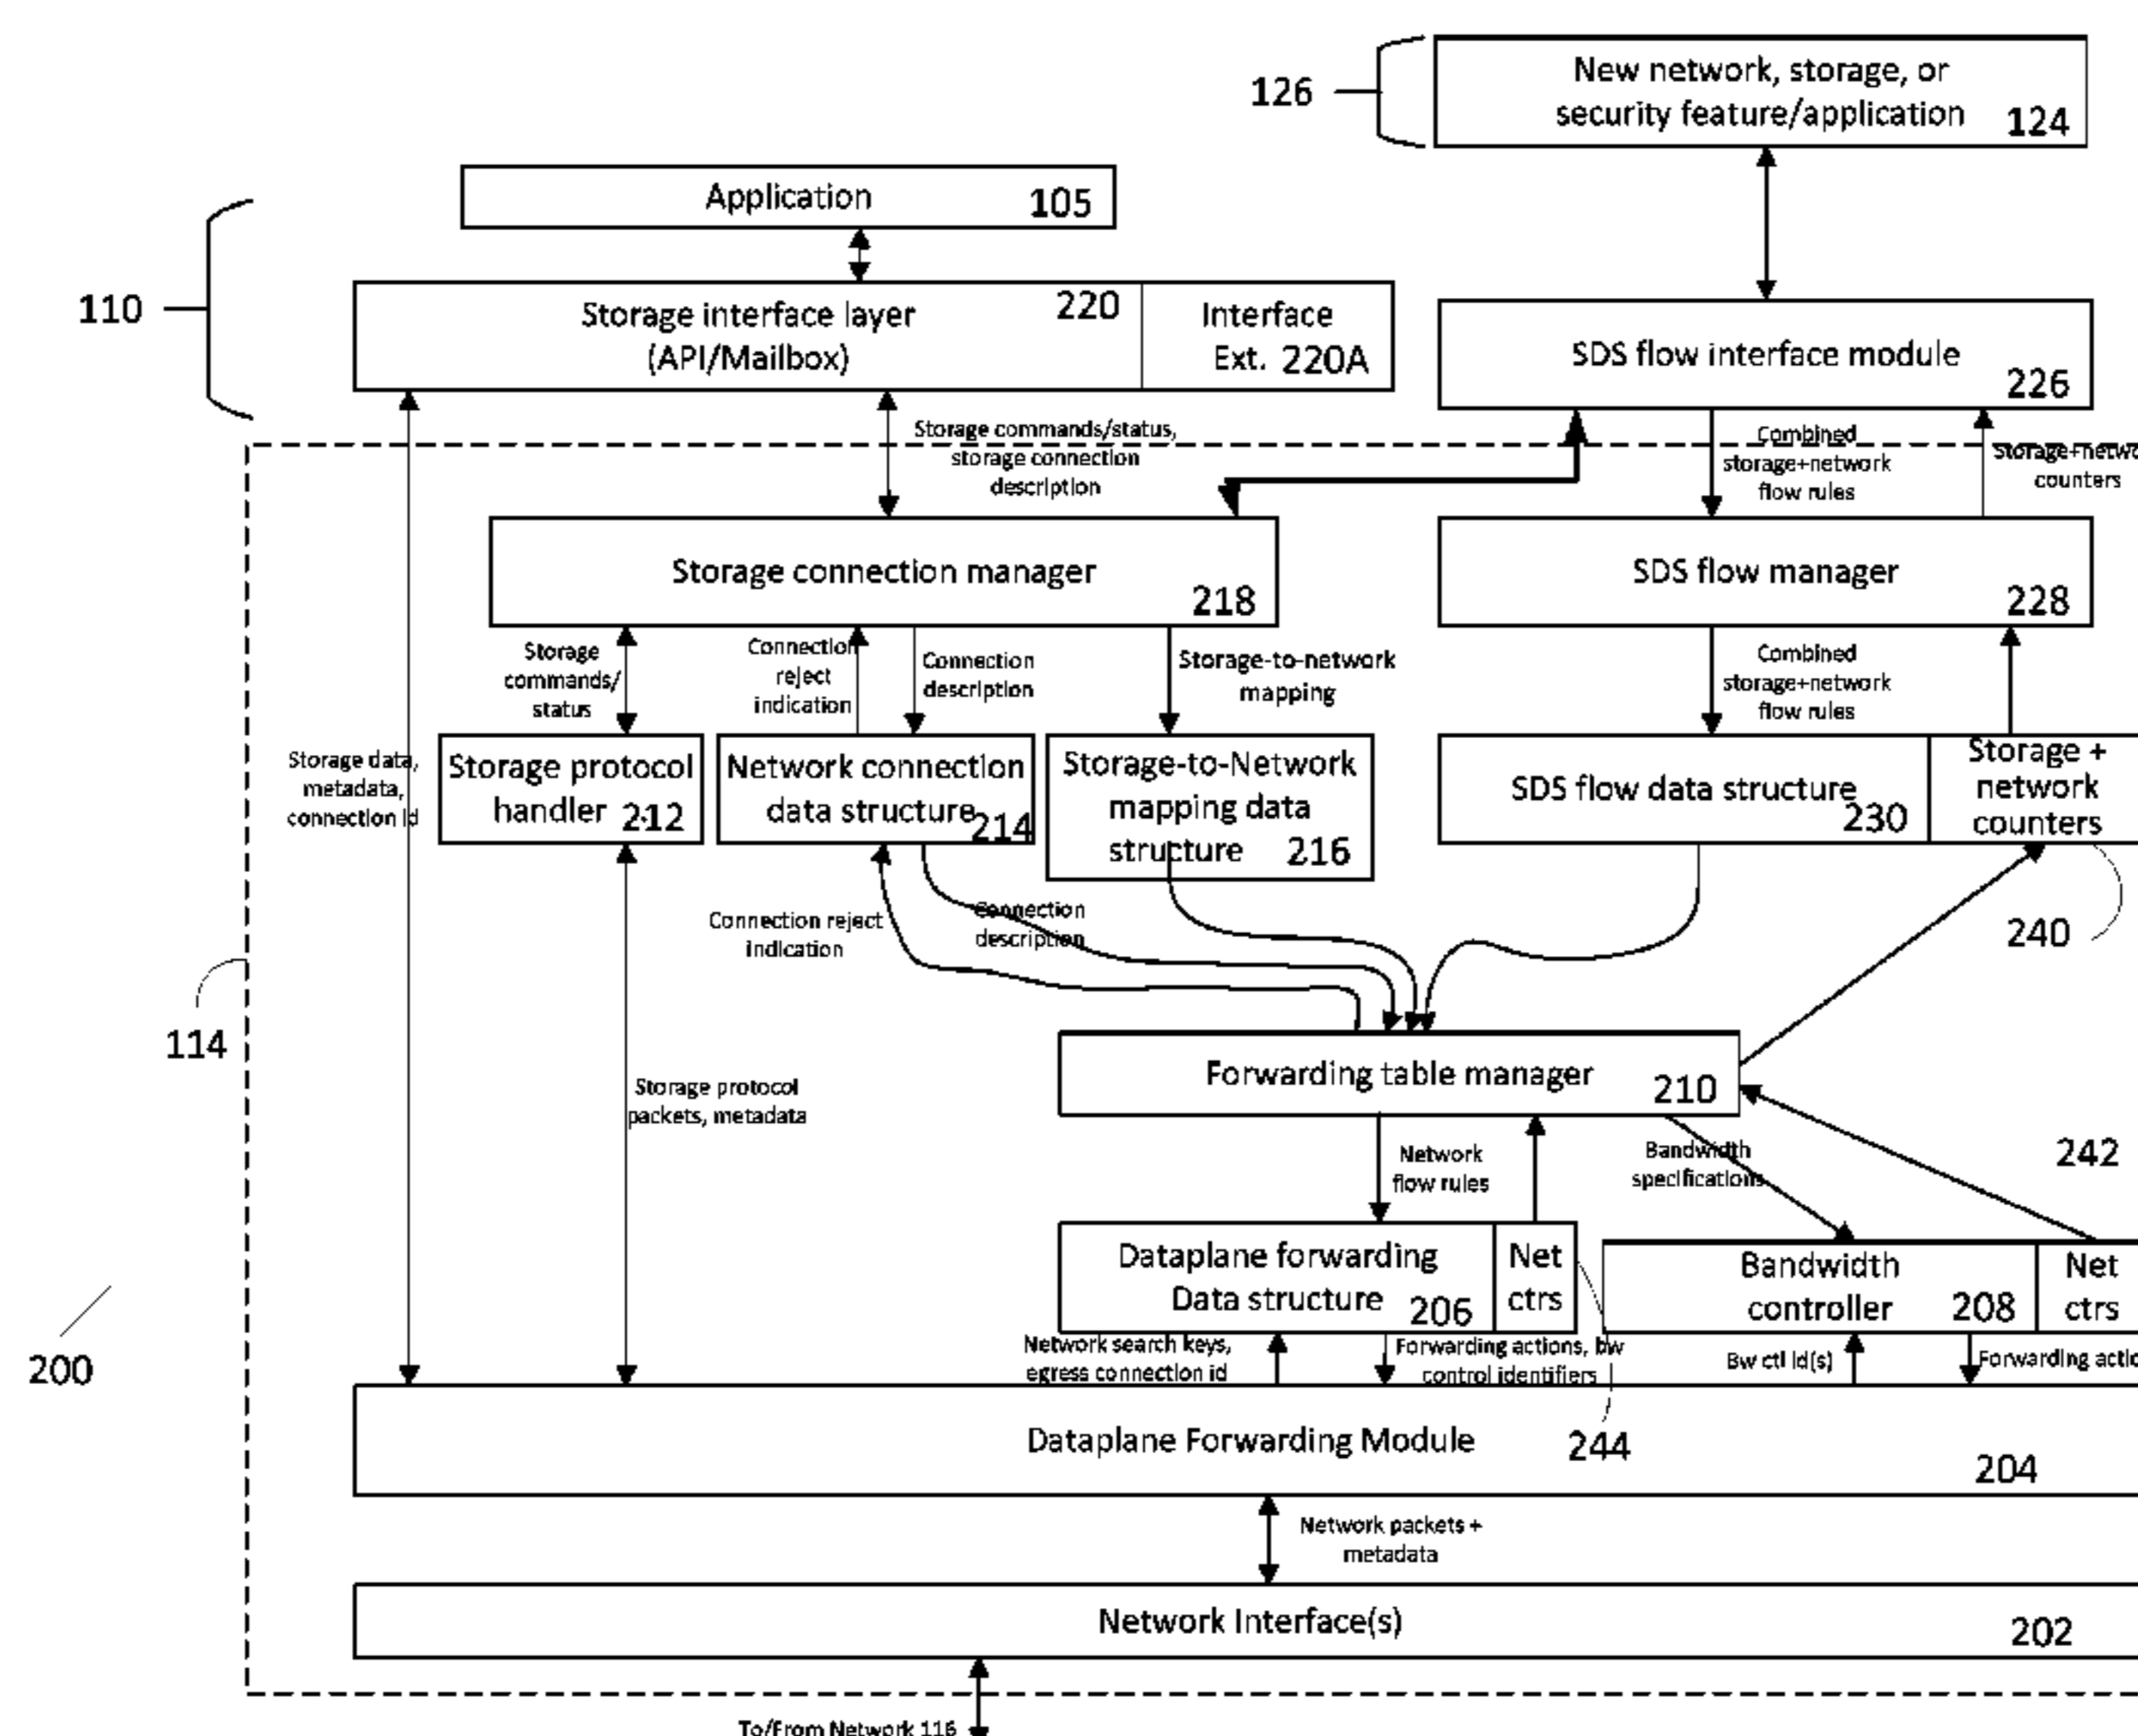 New network, storage, or
security feature/application
124
126
Application
105
110
Storage interface layer
(API/Mailbox)
220
Interface
Ext. 220A
SDS flow interface module
226
Storage commands/status,
storage connection
description
Combined
storage+network
flow rules
counters
Storage connection manager
218
SDS flow manager
228
Storage
commands/
status
Connection
reject
indication
Connection
description
Storage-to-network
mapping
Combined
storage+network
flow rules
Storage data,
metadata,
connection id
Storage protocol
handler 212
Network connection
data structure
214
Storage-to-Network
mapping data
structure 216
SDS flow data structure
230
Storage +
network
counters
240
Connection reject
indication
Connection
description
114
Forwarding table manager
210
Storage protocol
packets, metadata
Network
flow rules
Bandwidth
specifications
242
Dataplane forwarding
Data structure 206
Net
ctrs
Bandwidth
controller 208
Net
ctrs
200
Network search keys,
egress connection id
Forwarding actions, bw
control identifiers
Bw ctl id(s)
Forwarding
Dataplane Forwarding Module
244
204
Network packets +
metadata
Network Interface(s)
202
To/From Network 116